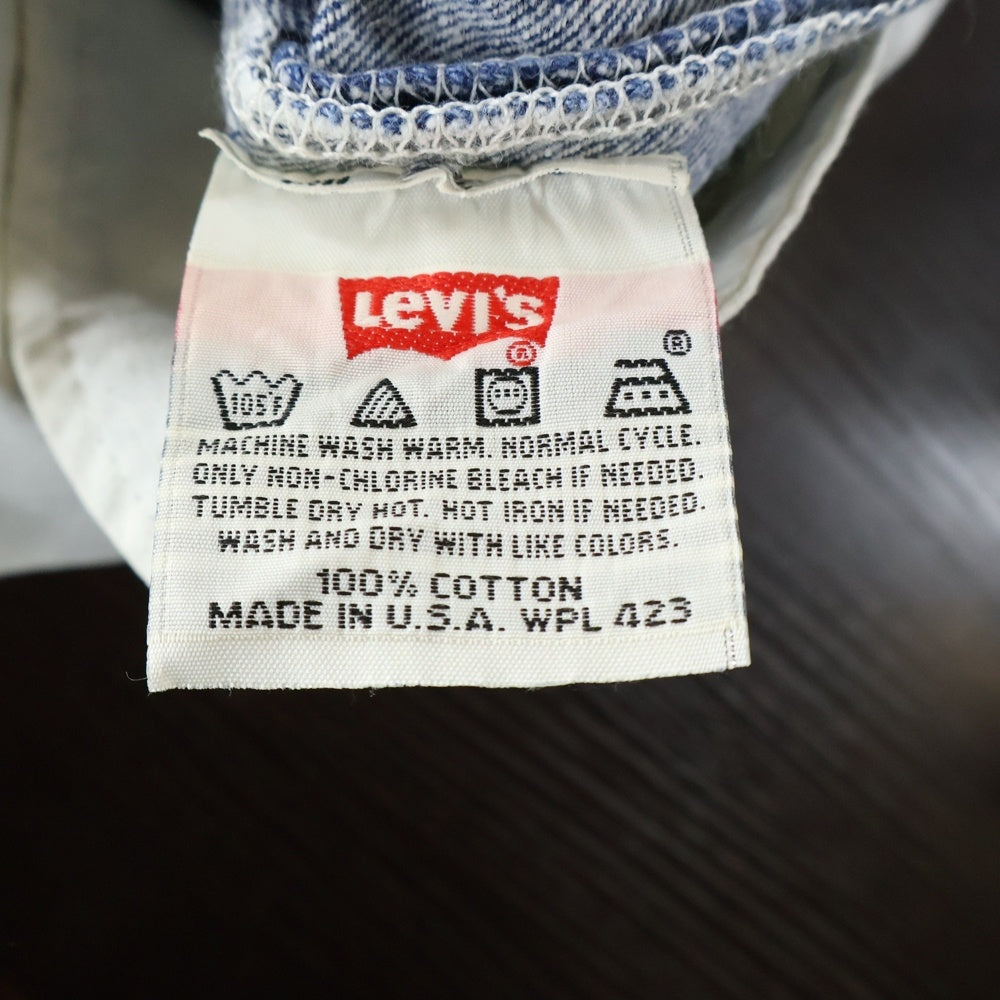 LEVI'S ®
®
105F
MACHINE WASH WARM. NORMAL CYCLE.
ONLY NON-CHLORINE BLEACH IF NEEDED.
TUMBLE DRY HOT. HOT IRON IF NEEDED.
WASH AND DRY WITH LIKE COLORS.
100% COTTON
MADE IN U.S.A. WPL 423